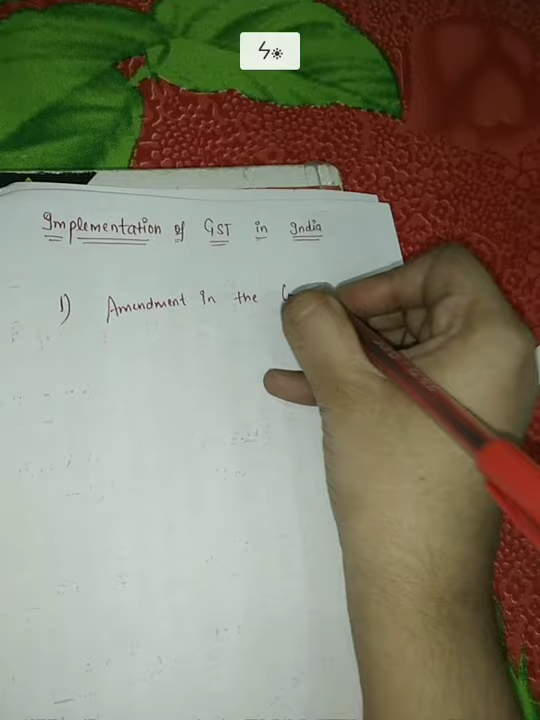 Implementation of GST in India
1) Amendment in the